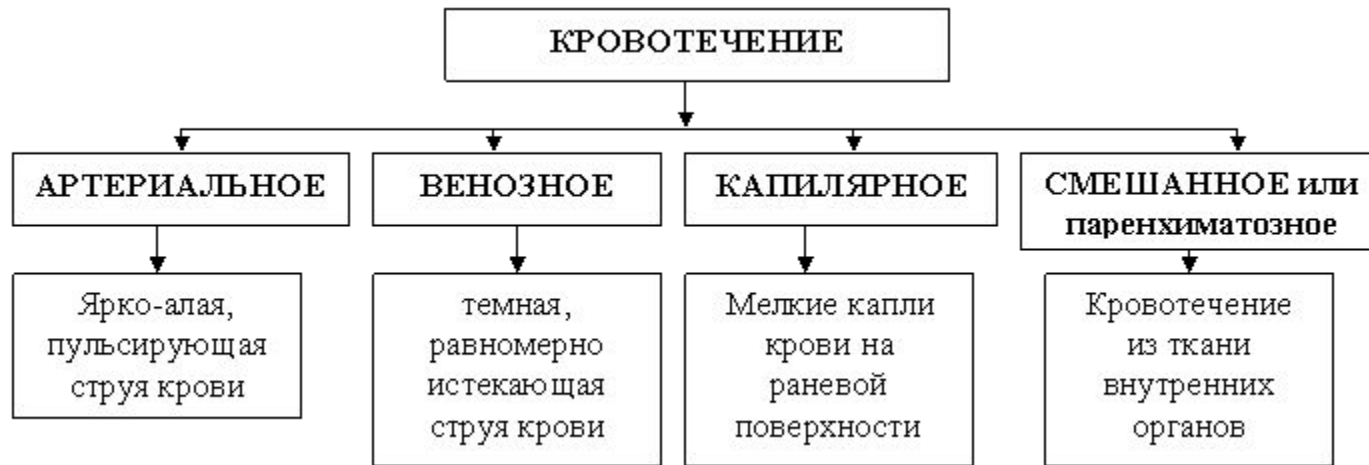 КРОВОТЕЧЕНИЕ
АРТЕРИАЛЬНОЕ
ВЕНОЗНОЕ
КАПИЛЯРНОЕ
СМЕШАННОЕ или
паренхиматозное
Ярко-алая,
пульсирующая
струя крови
темная,
равномерно
истекающая
струя крови
Мелкие капли
крови на
раневой
поверхности
Кровотечение
из ткани
внутренних
органов